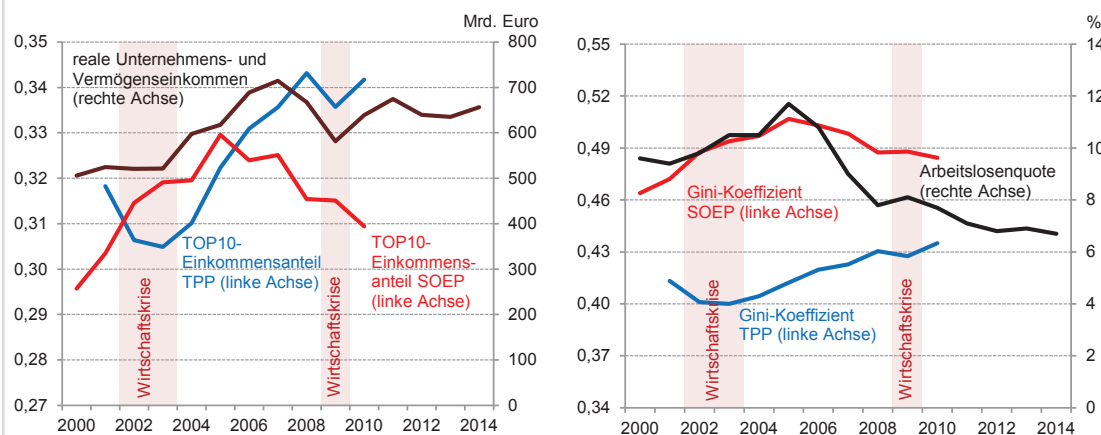 Mrd. Euro
0,35
0,34
0,33
0,32
0,31
0,30
0,29
0,28
0,27
800
700
600
500
400
300
200
100
0
reale Unternehmens- und
Vermögenseinkommen
(rechte Achse)
TOP10-
Einkommensanteil
TPP (linke Achse)
TOP10-
Einkommens-
anteil SOEP
(linke Achse)
Wirtschaftskrise
Wirtschaftskrise
2000 2002 2004 2006 2008 2010 2012 2014
%
0,55
0,52
0,49
0,46
0,43
0,40
0,37
0,34
14
12
10
8
6
4
2
0
Gini-Koeffizient
SOEP (linke Achse)
Arbeitslosenquote
(rechte Achse)
Gini-Koeffizient
TPP (linke Achse)
Wirtschaftskrise
Wirtschaftskrise
2000 2002 2004 2006 2008 2010 2012 2014